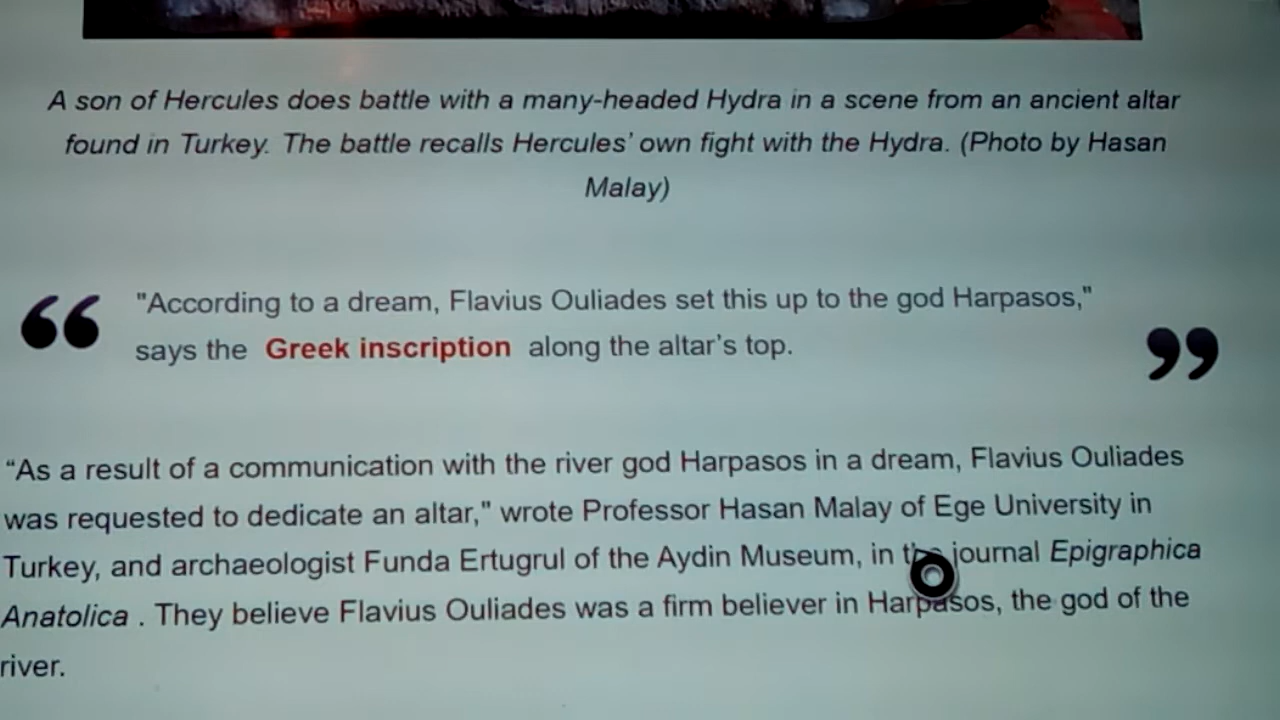 A son of Hercules does battle with a many-headed Hydra in a scene from an ancient altar
found in Turkey. The battle recalls Hercules' own fight with the Hydra. (Photo by Hasan
Malay)
"According to a dream, Flavius Ouliades set this up to the god Harpasos,"
says the Greek inscription along the altar's top.
“As a result of a communication with the river god Harpasos in a dream, Flavius Ouliades
was requested to dedicate an altar," wrote Professor Hasan Malay of Ege University in
Turkey, and archaeologist Funda Ertugrul of the Aydin Museum, in the journal Epigraphica
Anatolica . They believe Flavius Ouliades was a firm believer in Harpasos, the god of the
river.